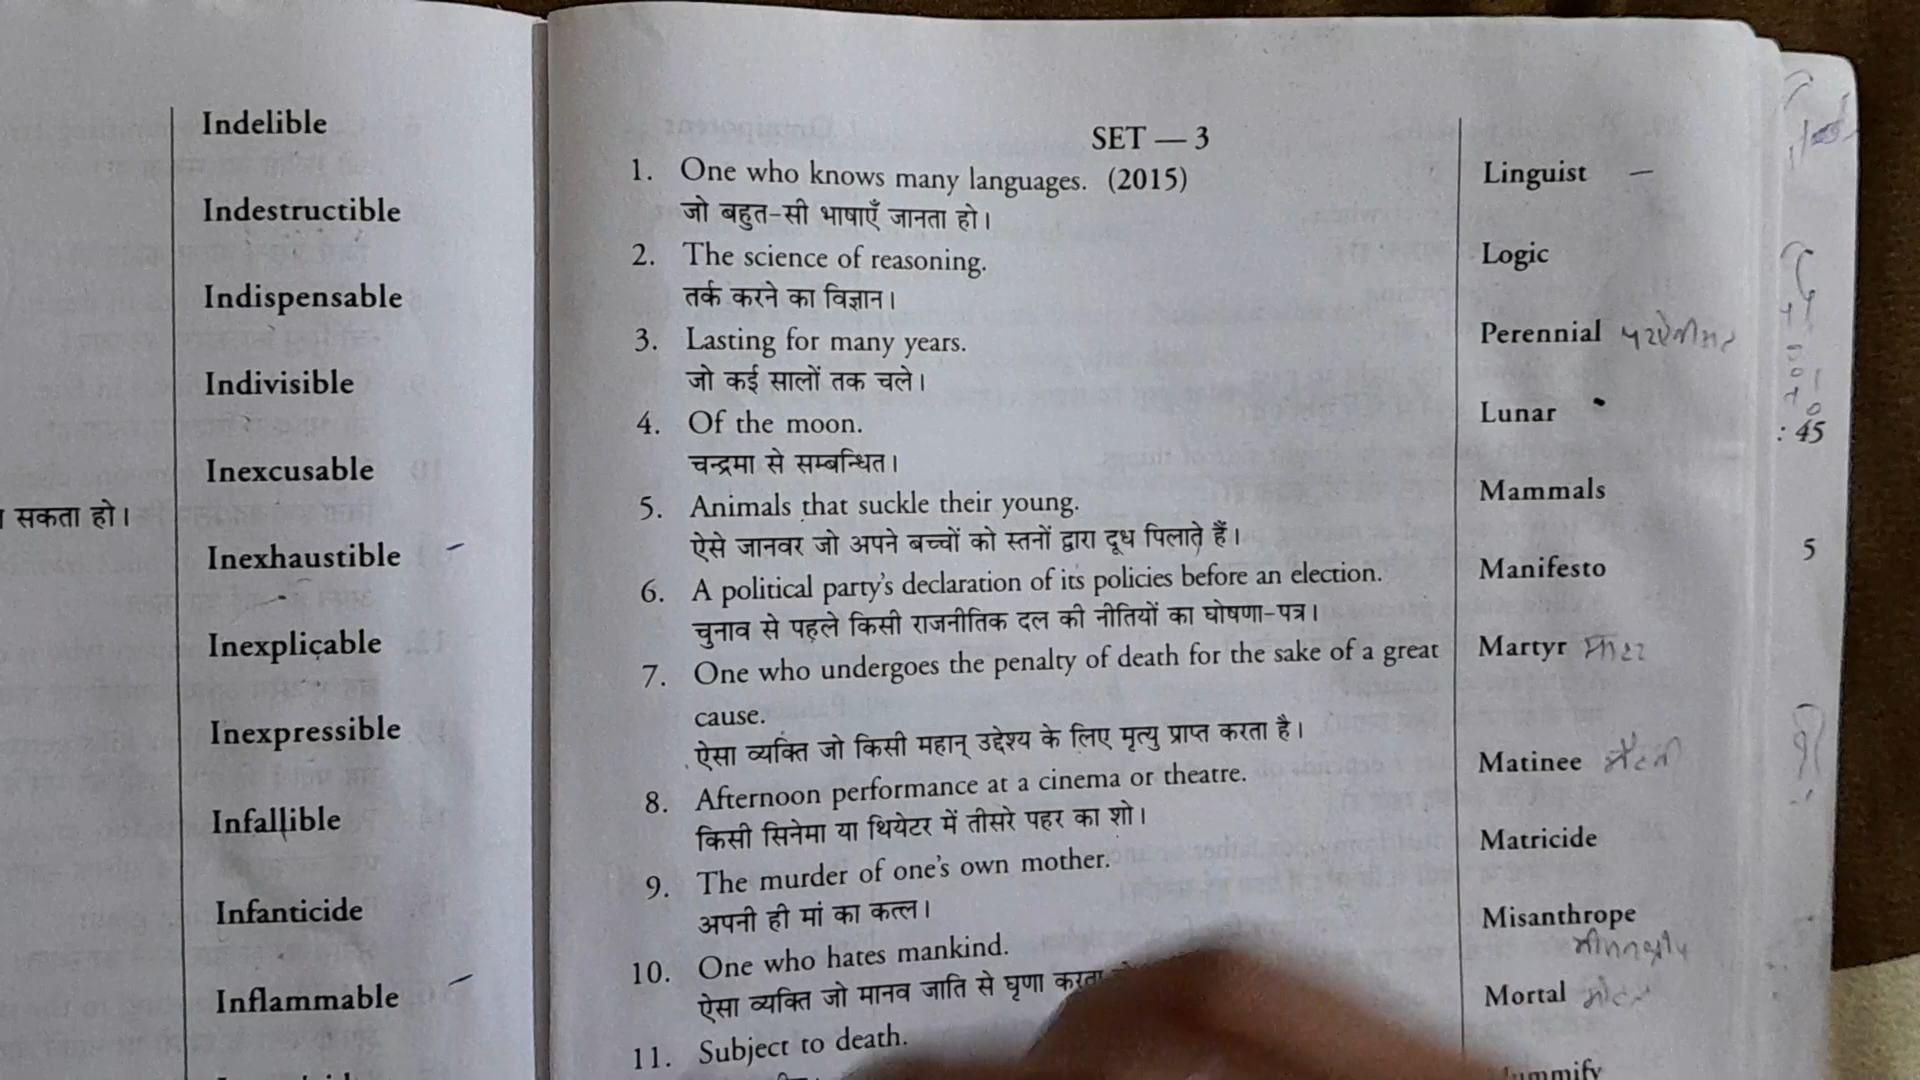 Indelible
Indestructible
Indispensable
Indivisible
Inexcusable
सकता हो।
Inexhaustible
Inexplicable
Inexpressible
Infallible
Infanticide
Inflammable
SET — 3
1. One who knows many languages. (2015) Linguist
जो बहुत-सी भाषाएँ जानता हो।
2. The science of reasoning. Logic
तर्क करने का विज्ञान।
3. Lasting for many years. Perennial
जो कई सालों तक चले।
4. Of the moon. Lunar
चन्द्रमा से सम्बन्धित।
: 45
5. Animals that suckle their young. Mammals
ऐसे जानवर जो अपने बच्चों को स्तनों द्वारा दूध पिलाते हैं।
5
6. A political party's declaration of its policies before an election. Manifesto
चुनाव से पहले किसी राजनीतिक दल की नीतियों का घोषणा-पत्र।
7. One who undergoes the penalty of death for the sake of a great Martyr
cause.
ऐसा व्यक्ति जो किसी महान् उद्देश्य के लिए मृत्यु प्राप्त करता है।
8. Afternoon performance at a cinema or theatre. Matinee
किसी सिनेमा या थियेटर में तीसरे पहर का शो।
9. The murder of one's own mother. Matricide
अपनी ही मां का कत्ल।
10. One who hates mankind. Misanthrope
ऐसा व्यक्ति जो मानव जाति से घृणा करता
11. Subject to death. Mortal